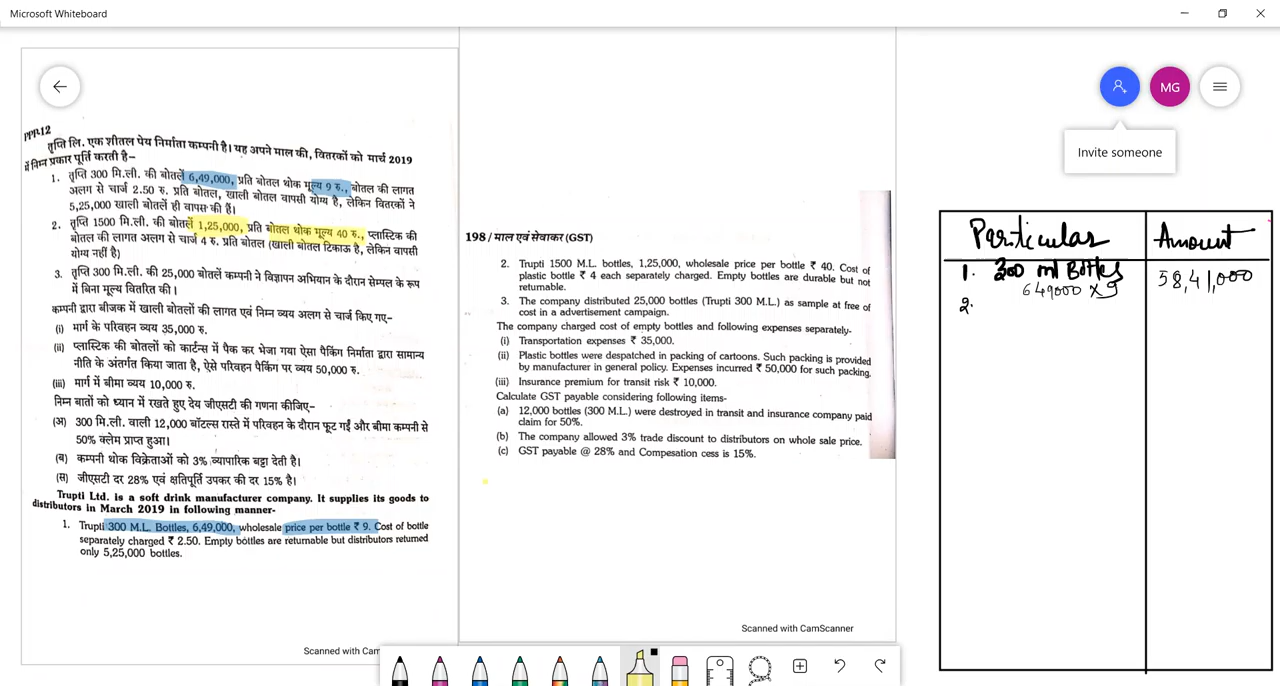 Microsoft Whiteboard
MG
Invite someone
PPP.12
तृप्ति लि. एक शीतल पेय निर्माता कम्पनी है। यह अपने माल की, वितरकों को मार्च 2019
में निम्न प्रकार पूर्ति करती है–
1. तृप्ति 300 मि.ली. की बोतलें 6,49,000, प्रति बोतल थोक मूल्य 9 रु., बोतल की लागत
अलग से चार्ज 2.50 रु. प्रति बोतल, खाली बोतल वापसी योग्य है, लेकिन वितरकों ने
5,25,000 खाली बोतलें ही वापस की हैं।
2. तृप्ति 1500 मि.ली. की बोतलें 1,25,000, प्रति बोतल थोक मूल्य 40 रु., प्लास्टिक की
बोतल की लागत अलग से चार्ज 4 रु. प्रति बोतल (खाली बोतल टिकाऊ है, लेकिन वापसी
योग्य नहीं है)
3. तृप्ति 300 मि.ली. की 25,000 बोतलें कम्पनी ने विज्ञापन अभियान के दौरान सेम्पल के रूप
में बिना मूल्य वितरित की।
कम्पनी द्वारा बीजक में खाली बोतलों की लागत एवं निम्न व्यय अलग से चार्ज किए गए–
(i) मार्ग के परिवहन व्यय 35,000 रु.
(ii) प्लास्टिक की बोतलों को कार्टन्स में पैक कर भेजा गया ऐसा पैकिंग निर्माता द्वारा सामान्य
नीति के अंतर्गत किया जाता है, ऐसे परिवहन पैकिंग पर व्यय 50,000 रु.
(iii) मार्ग में बीमा व्यय 10,000 रु.
निम्न बातों को ध्यान में रखते हुए देय जीएसटी की गणना कीजिए–
(अ) 300 मि.ली. वाली 12,000 बॉटल्स रास्ते में परिवहन के दौरान फूट गईं और बीमा कम्पनी से
50% क्लेम प्राप्त हुआ।
(ब) कम्पनी थोक विक्रेताओं को 3% व्यापारिक बट्टा देती है।
(स) जीएसटी दर 28% एवं क्षतिपूर्ति उपकर की दर 15% है।
Trupti Ltd. is a soft drink manufacturer company. It supplies its goods to
distributors in March 2019 in following manner-
1. Trupti 300 M.L. Bottles, 6,49,000, wholesale price per bottle ₹ 9. Cost of bottle
separately charged ₹ 2.50. Empty bottles are returnable but distributors returned
only 5,25,000 bottles.
Scanned with Cam
198 / माल एवं सेवाकर (GST)
2. Trupti 1500 M.L. bottles, 1,25,000, wholesale price per bottle ₹ 40. Cost of
plastic bottle ₹ 4 each separately charged. Empty bottles are durable but not
returnable.
3. The company distributed 25,000 bottles (Trupti 300 M.L.) as sample at free of
cost in a advertisement campaign.
The company charged cost of empty bottles and following expenses separately-
(i) Transportation expenses ₹ 35,000.
(ii) Plastic bottles were despatched in packing of cartoons. Such packing is provided
by manufacturer in general policy. Expenses incurred ₹ 50,000 for such packing.
(iii) Insurance premium for transit risk ₹ 10,000.
Calculate GST payable considering following items-
(a) 12,000 bottles (300 M.L.) were destroyed in transit and insurance company paid
claim for 50%.
(b) The company allowed 3% trade discount to distributors on whole sale price.
(c) GST payable @ 28% and Compesation cess is 15%.
Scanned with CamScanner
Particular Amount
1. 300 ml Bottles 58,41,000
649000 x 9
2.